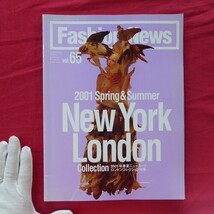 Fashion News
vol. 65
2001 Spring & Summer
New York
London
Collection